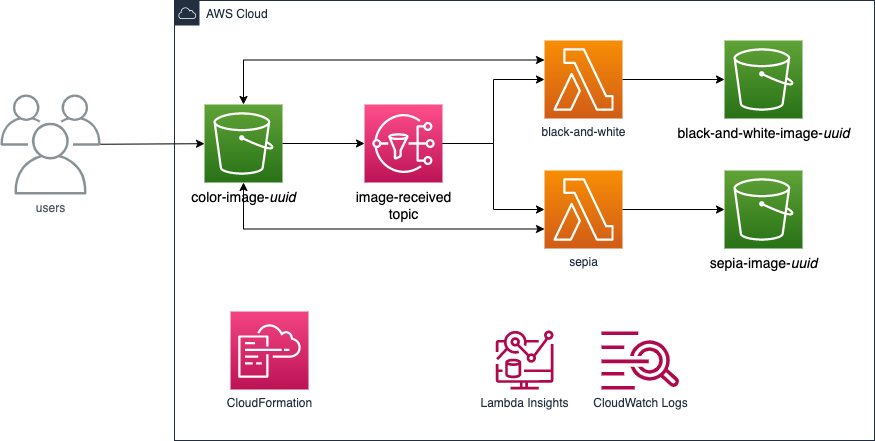 AWS Cloud
users
color-image-uuid
image-received
topic
black-and-white
black-and-white-image-uuid
sepia
sepia-image-uuid
CloudFormation
Lambda Insights
CloudWatch Logs